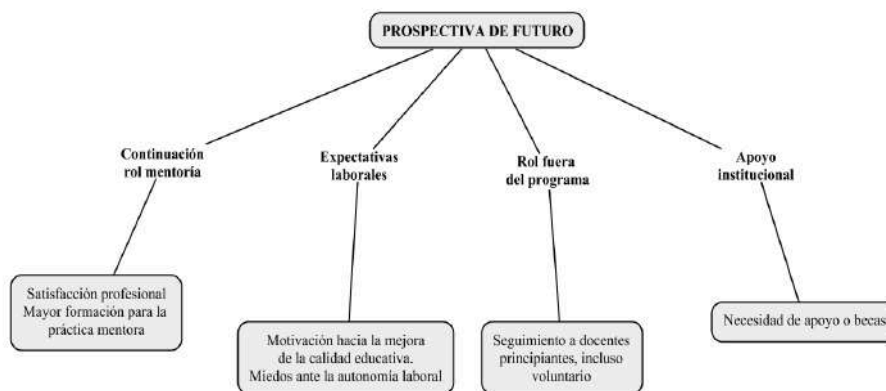 PROSPECTIVA DE FUTURO
Continuación
rol mentoría
Expectativas
laborales
Rol fuera
del programa
Apoyo
institucional
Satisfacción profesional
Mayor formación para la
práctica mentora
Motivación hacia la mejora
de la calidad educativa.
Miedos ante la autonomía laboral
Seguimiento a docentes
principiantes, incluso
voluntario
Necesidad de apoyo o becas